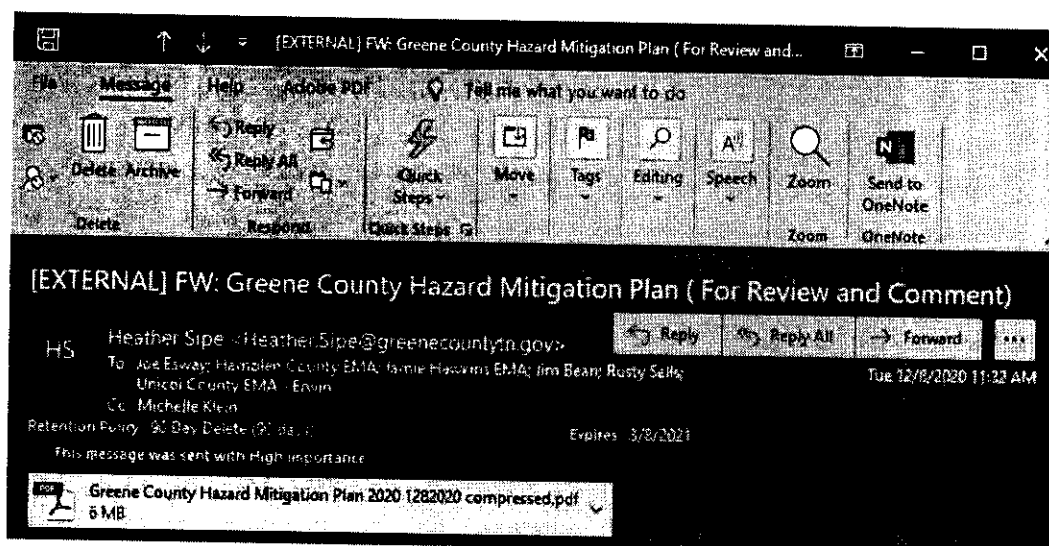 [EXTERNAL] FW: Greene County Hazard Mitigation Plan ( For Review and...
File Message Help Adobe PDF Tell me what you want to do
Delete Archive
Reply
Reply All
Forward
Quick Steps
Move
Tags
Editing
Speech
Zoom
Send to OneNote
Delete Respond Quick Steps Zoom OneNote
[EXTERNAL] FW: Greene County Hazard Mitigation Plan ( For Review and Comment)
HS
Heather Sipe <Heather.Sipe@greenecountytn.gov>
Reply Reply All Forward ...
To Joe Esway; Hamblen County EMA; Jamie Hawkins EMA; Jim Bean; Rusty Sells;
Unicoi County EMA - Erwin
Tue 12/8/2020 11:32 AM
Cc Michelle Klein
Retention Policy 90 Day Delete (90 days)
Expires 3/8/2021
This message was sent with High importance
PDF
Greene County Hazard Mitigation Plan 2020 1282020 compressed.pdf
6 MB